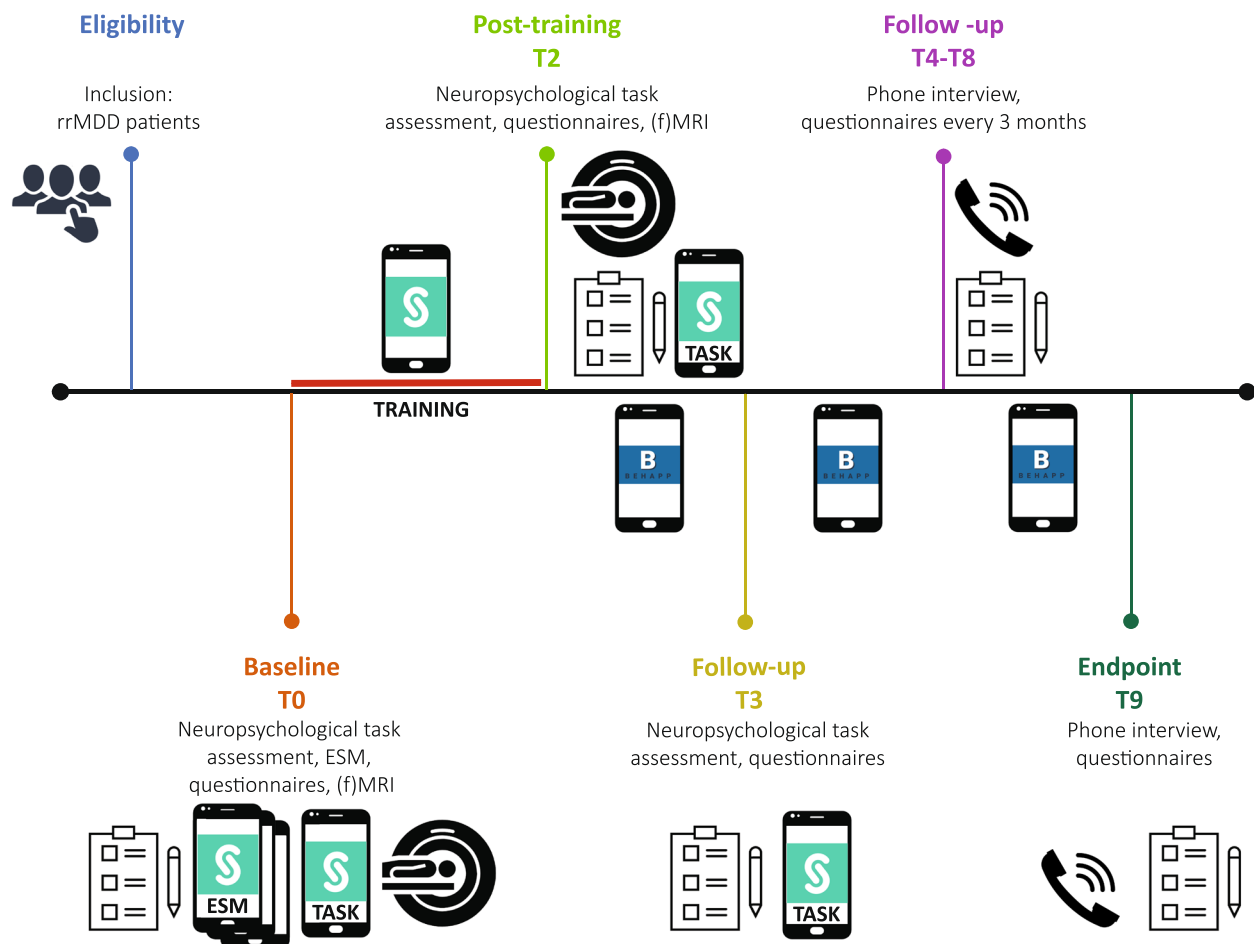 Eligibility
Inclusion:
rrMDD patients
Post-training
T2
Neuropsychological task
assessment, questionnaires, (f)MRI
Follow -up
T4-T8
Phone interview,
questionnaires every 3 months
TASK
TRAINING
B
BEHAPP
B
BEHAPP
B
BEHAPP
Baseline
T0
Neuropsychological task
assessment, ESM,
questionnaires, (f)MRI
ESM
TASK
Follow-up
T3
Neuropsychological task
assessment, questionnaires
TASK
Endpoint
T9
Phone interview,
questionnaires